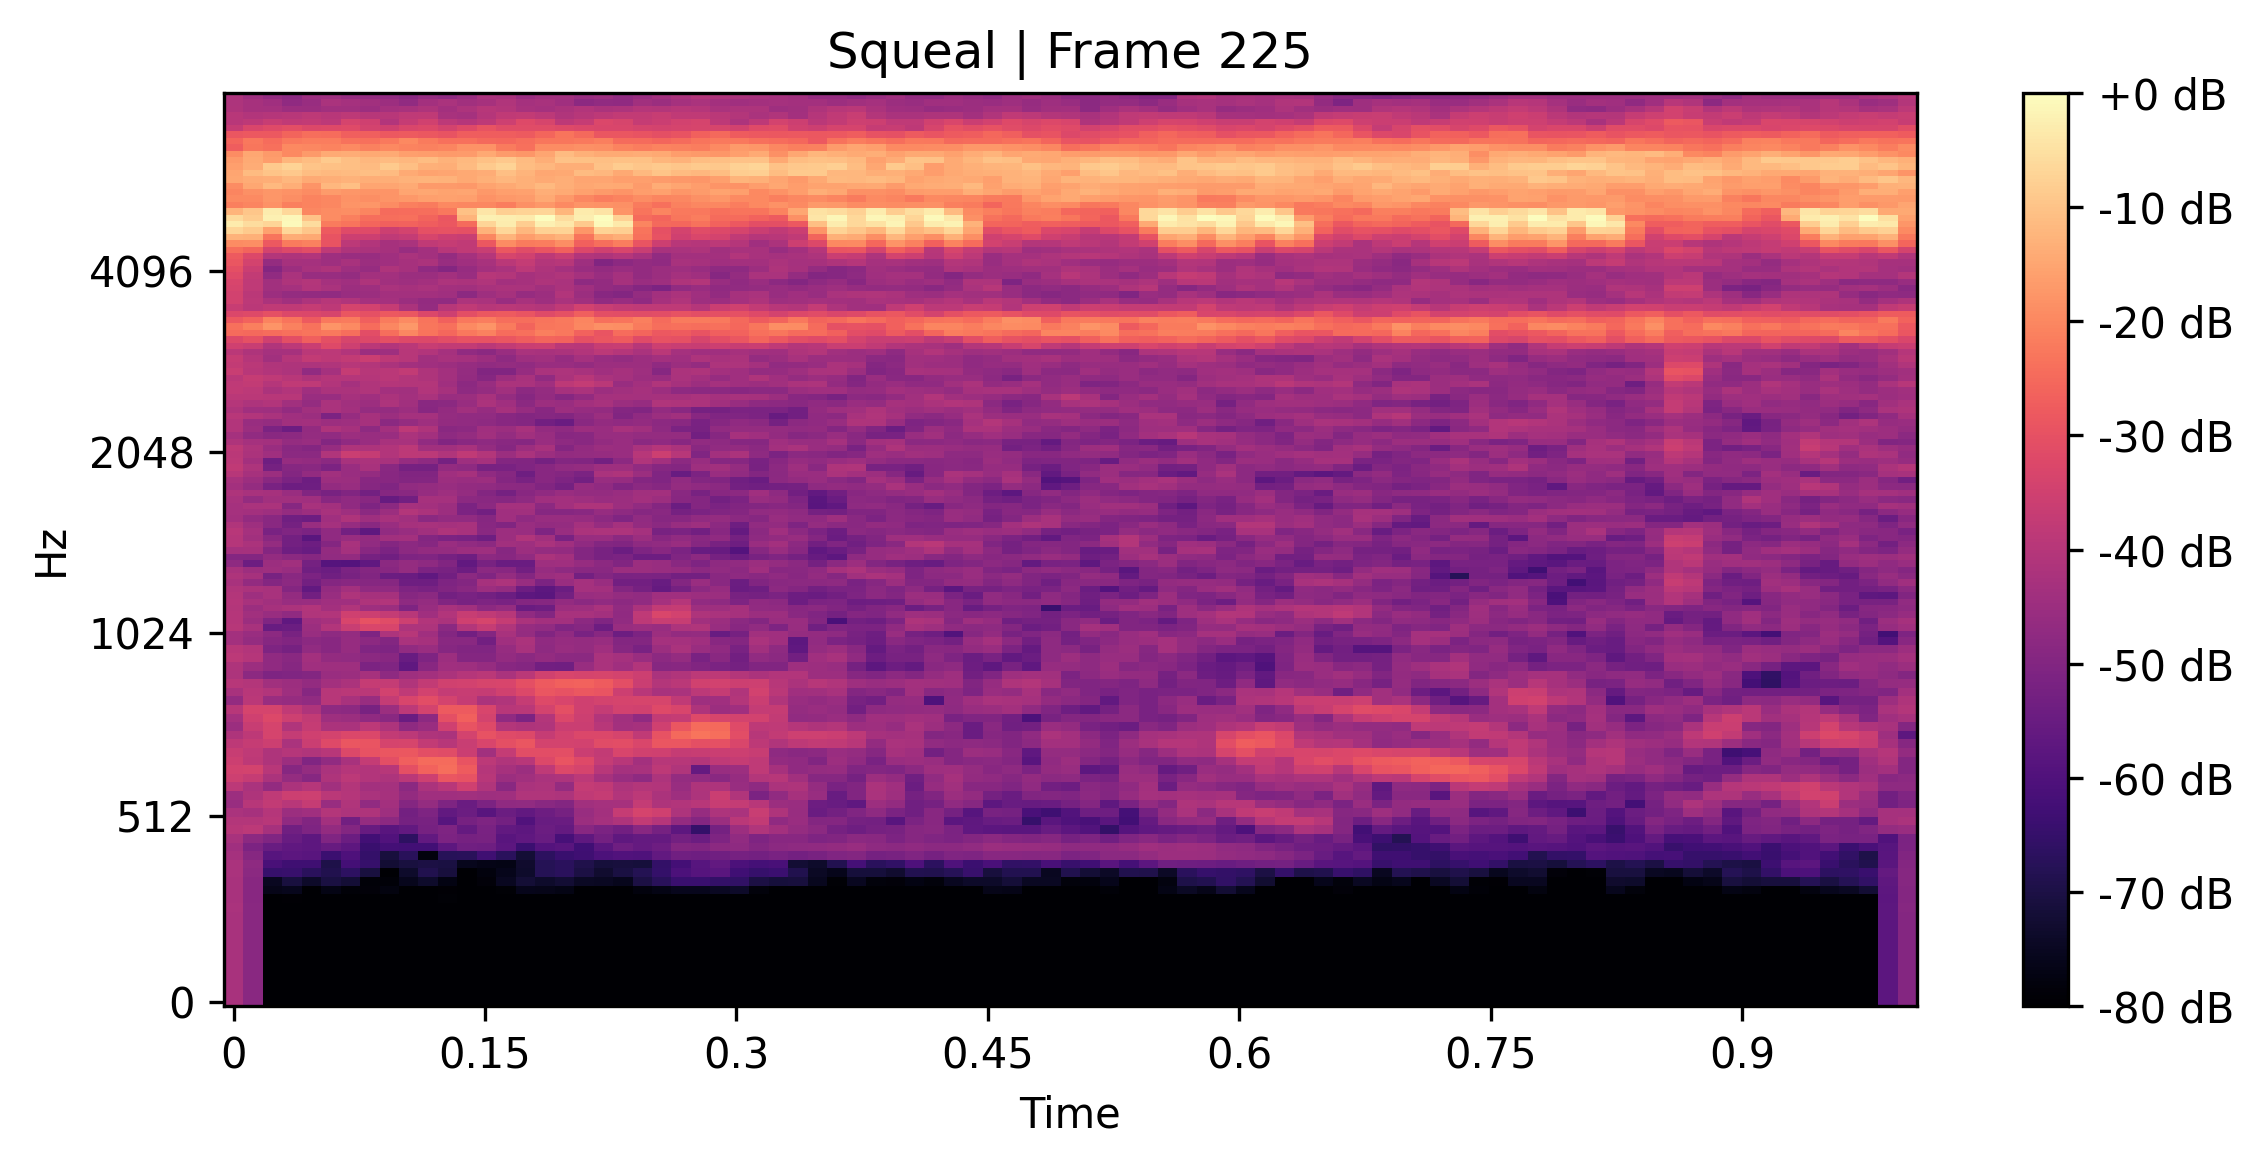 Squeal | Frame 225
+0 dB
-10 dB
-20 dB
-30 dB
-40 dB
-50 dB
-60 dB
-70 dB
-80 dB
4096
2048
1024
512
0
Hz
0 0.15 0.3 0.45 0.6 0.75 0.9
Time